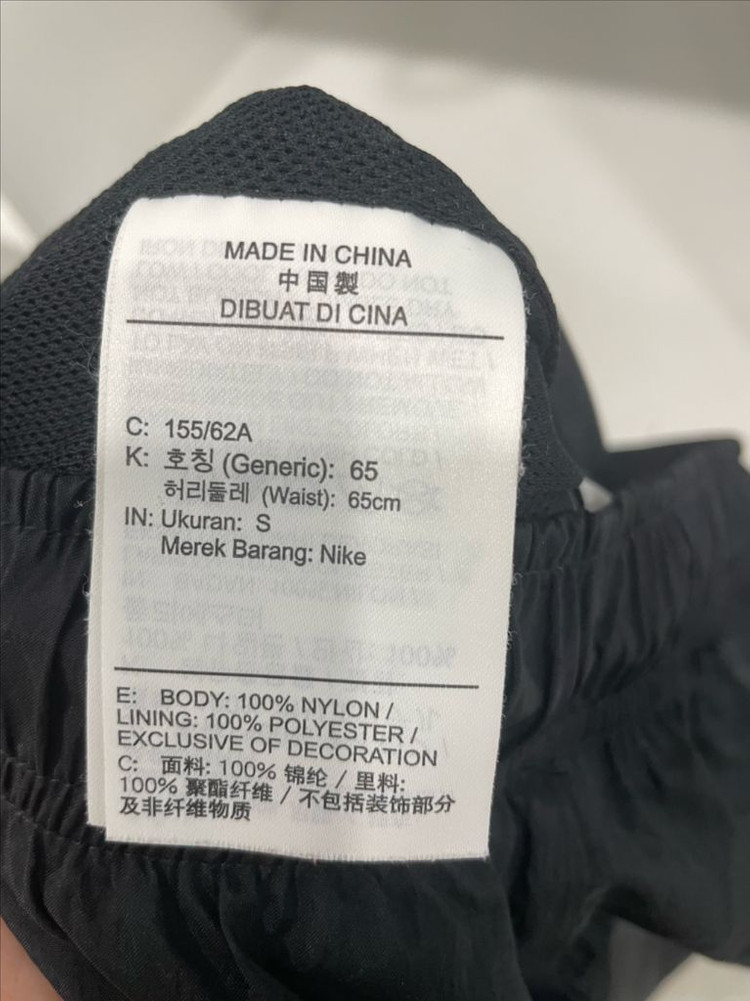 MADE IN CHINA
中国製
DIBUAT DI CINA
C: 155/62A
K: 호칭 (Generic): 65
허리둘레 (Waist): 65cm
IN: Ukuran: S
Merek Barang: Nike
E: BODY: 100% NYLON /
LINING: 100% POLYESTER /
EXCLUSIVE OF DECORATION
C: 面料: 100% 锦纶 / 里料:
100% 聚酯纤维 / 不包括装饰部分
及非纤维物质